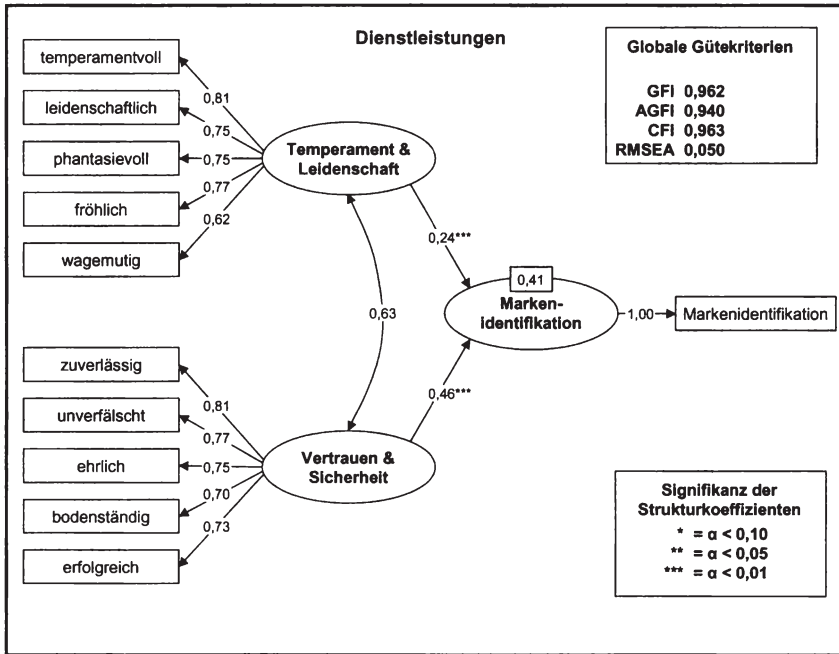 Dienstleistungen
Globale Gütekriterien
GFI 0,962
AGFI 0,940
CFI 0,963
RMSEA 0,050
temperamentvoll
leidenschaftlich
phantasievoll
fröhlich
wagemutig
0,81
0,75
0,75
0,77
0,62
Temperament &
Leidenschaft
0,24***
0,63
0,41
Marken-
identifikation
1,00
Markenidentifikation
0,46***
zuverlässig
unverfälscht
ehrlich
bodenständig
erfolgreich
0,81
0,77
0,75
0,70
0,73
Vertrauen &
Sicherheit
Signifikanz der
Strukturkoeffizienten
* = α < 0,10
** = α < 0,05
*** = α < 0,01